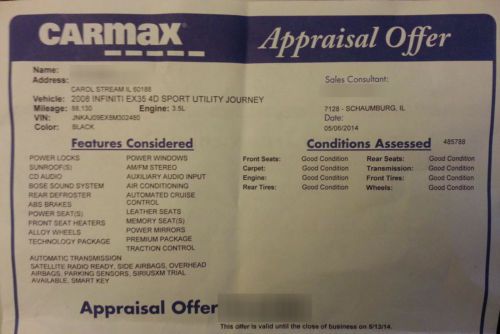 CARMAX
Appraisal Offer
Name:
Address:
CAROL STREAM IL 60188
Sales Consultant:
Vehicle: 2008 INFINITI EX35 4D SPORT UTILITY JOURNEY
7128 - SCHAUMBURG, IL
Mileage: 88,130 Engine: 3.5L
Date:
VIN: JNKAJ09EX8M302480
05/06/2014
Color: BLACK
Features Considered
Conditions Assessed 485788
POWER LOCKS POWER WINDOWS
SUNROOF(S) AM/FM STEREO
CD AUDIO AUXILIARY AUDIO INPUT
BOSE SOUND SYSTEM AIR CONDITIONING
REAR DEFROSTER AUTOMATED CRUISE
ABS BRAKES CONTROL
POWER SEAT(S) LEATHER SEATS
FRONT SEAT HEATERS MEMORY SEAT(S)
ALLOY WHEELS POWER MIRRORS
TECHNOLOGY PACKAGE PREMIUM PACKAGE
TRACTION CONTROL
Front Seats: Good Condition Rear Seats: Good Condition
Carpet: Good Condition Transmission: Good Condition
Engine: Good Condition Front Tires: Good Condition
Rear Tires: Good Condition Wheels: Good Condition
AUTOMATIC TRANSMISSION
SATELLITE RADIO READY, SIDE AIRBAGS, OVERHEAD
AIRBAGS, PARKING SENSORS, SIRIUSXM TRIAL
AVAILABLE, SMART KEY
Appraisal Offer
This offer is valid until the close of business on 5/13/14.